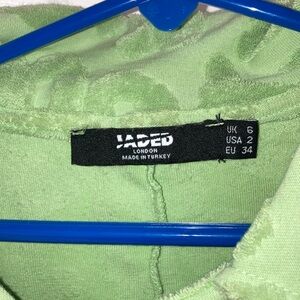 JADED
LONDON
MADE IN TURKEY
UK 6
USA 2
EU 34